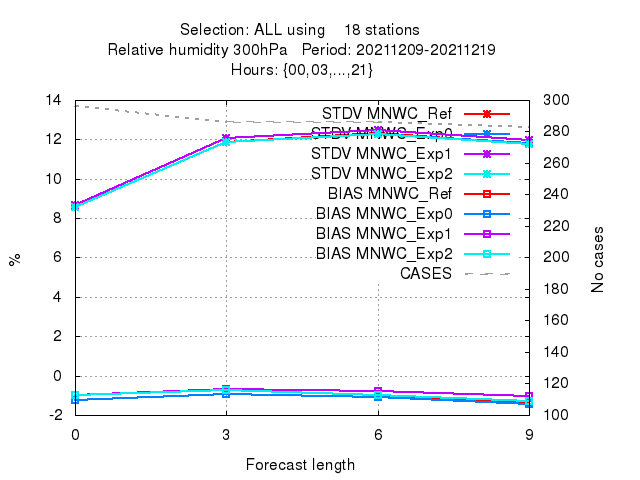 Selection: ALL using 18 stations
Relative humidity 300hPa Period: 20211209-20211219
Hours: {00,03,...,21}
14 300
STDV MNWC_Ref
12 280
STDV MNWC_Exp0
STDV MNWC_Exp1
260
10 240
STDV MNWC_Exp2
BIAS MNWC_Ref
8 220
BIAS MNWC_Exp0
BIAS MNWC_Exp1
6 200
BIAS MNWC_Exp2
CASES
% No cases
4 180
160
2 140
0 120
-2 100
0 3 6 9
Forecast length